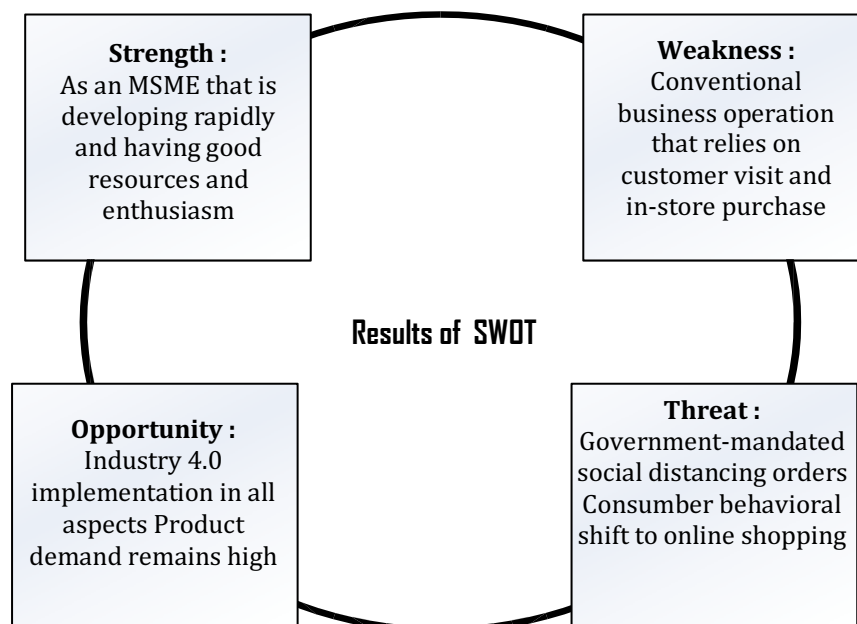 Strength :
As an MSME that is
developing rapidly
and having good
resources and
enthusiasm
Weakness :
Conventional
business operation
that relies on
customer visit and
in-store purchase
Results of SWOT
Opportunity :
Industry 4.0
implementation in all
aspects Product
demand remains high
Threat :
Government-mandated
social distancing orders
Consumber behavioral
shift to online shopping